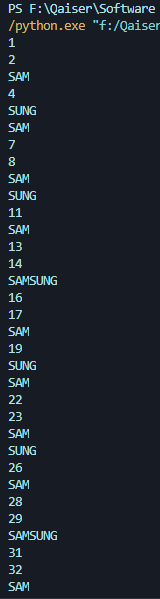 PS F:\Qaiser\Software
/python.exe "f:/Qaiser
1
2
SAM
4
SUNG
SAM
7
8
SAM
SUNG
11
SAM
13
14
SAMSUNG
16
17
SAM
19
SUNG
SAM
22
23
SAM
SUNG
26
SAM
28
29
SAMSUNG
31
32
SAM